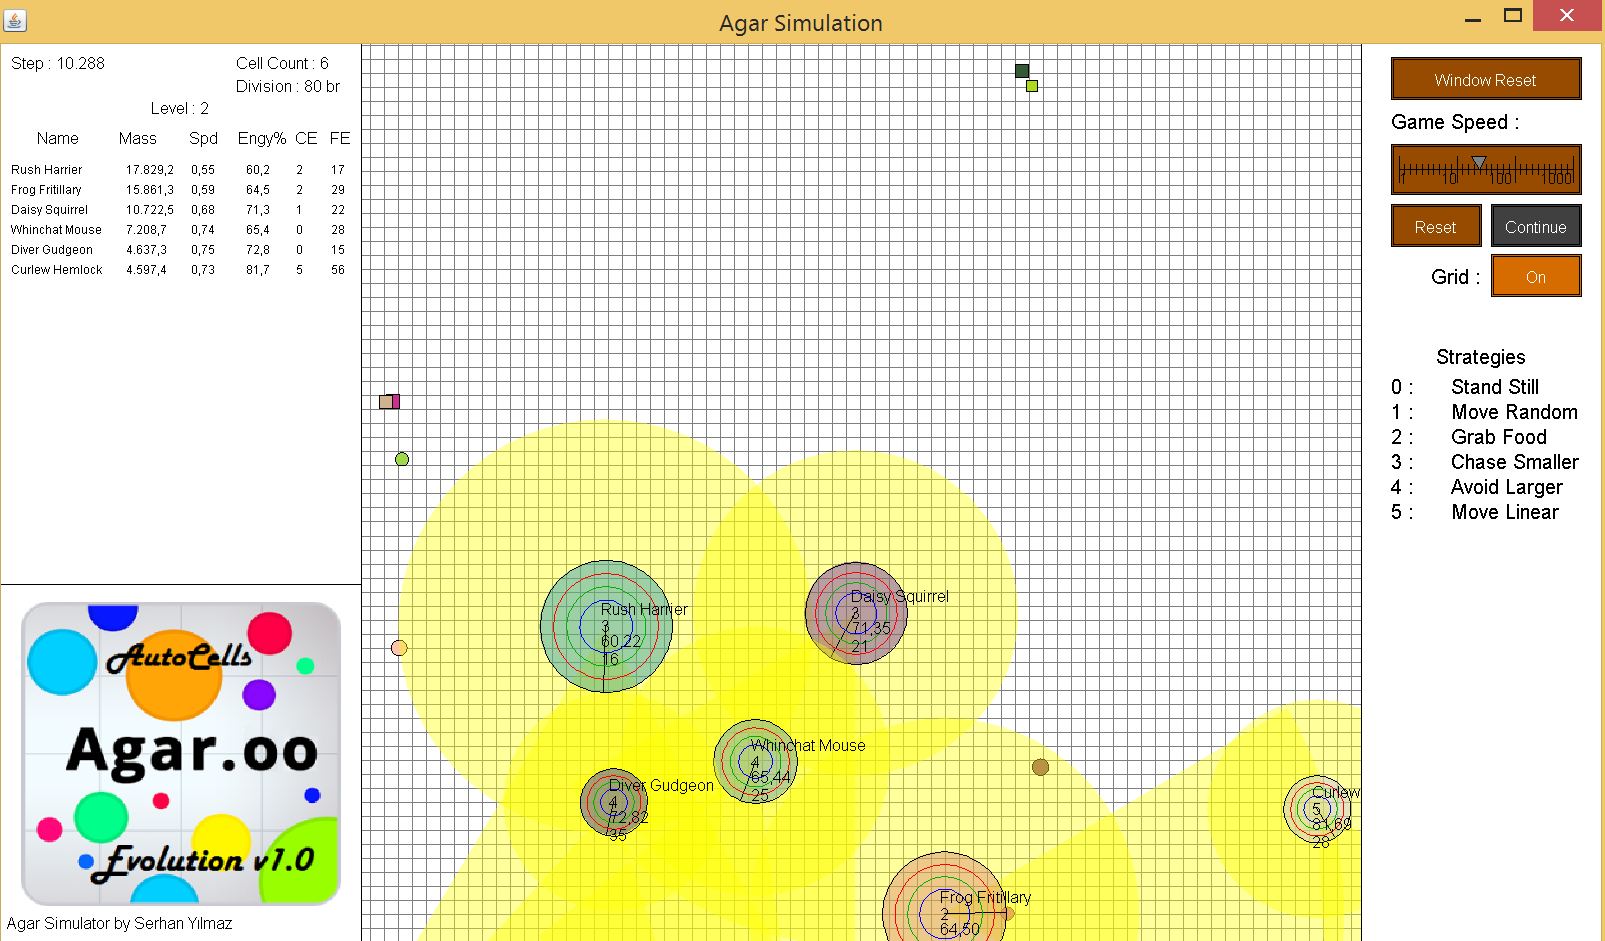 Agar Simulation
Step : 10.288
Cell Count : 6
Division : 80 br
Level : 2
Name Mass Spd Engy% CE FE
Rush Harrier 17.829,2 0,55 60,2 2 17
Frog Fritillary 15.861,3 0,59 64,5 2 29
Daisy Squirrel 10.722,5 0,68 71,3 1 22
Whinchat Mouse 7.208,7 0,74 65,4 0 28
Diver Gudgeon 4.637,3 0,75 72,8 0 15
Curlew Hemlock 4.597,4 0,73 81,7 5 56
AutoCells
Agar.oo
Evolution v1.0
Agar Simulator by Serhan Yılmaz
Rush Harrier
3
60,22
16
Daisy Squirrel
3
71,35
21
Whinchat Mouse
4
65,44
25
Diver Gudgeon
4
72,82
35
Frog Fritillary
2
64,50
Curlew
5
81,69
28
Window Reset
Game Speed :
1 10 100 1000
Reset Continue
Grid : On
Strategies
0 : Stand Still
1 : Move Random
2 : Grab Food
3 : Chase Smaller
4 : Avoid Larger
5 : Move Linear